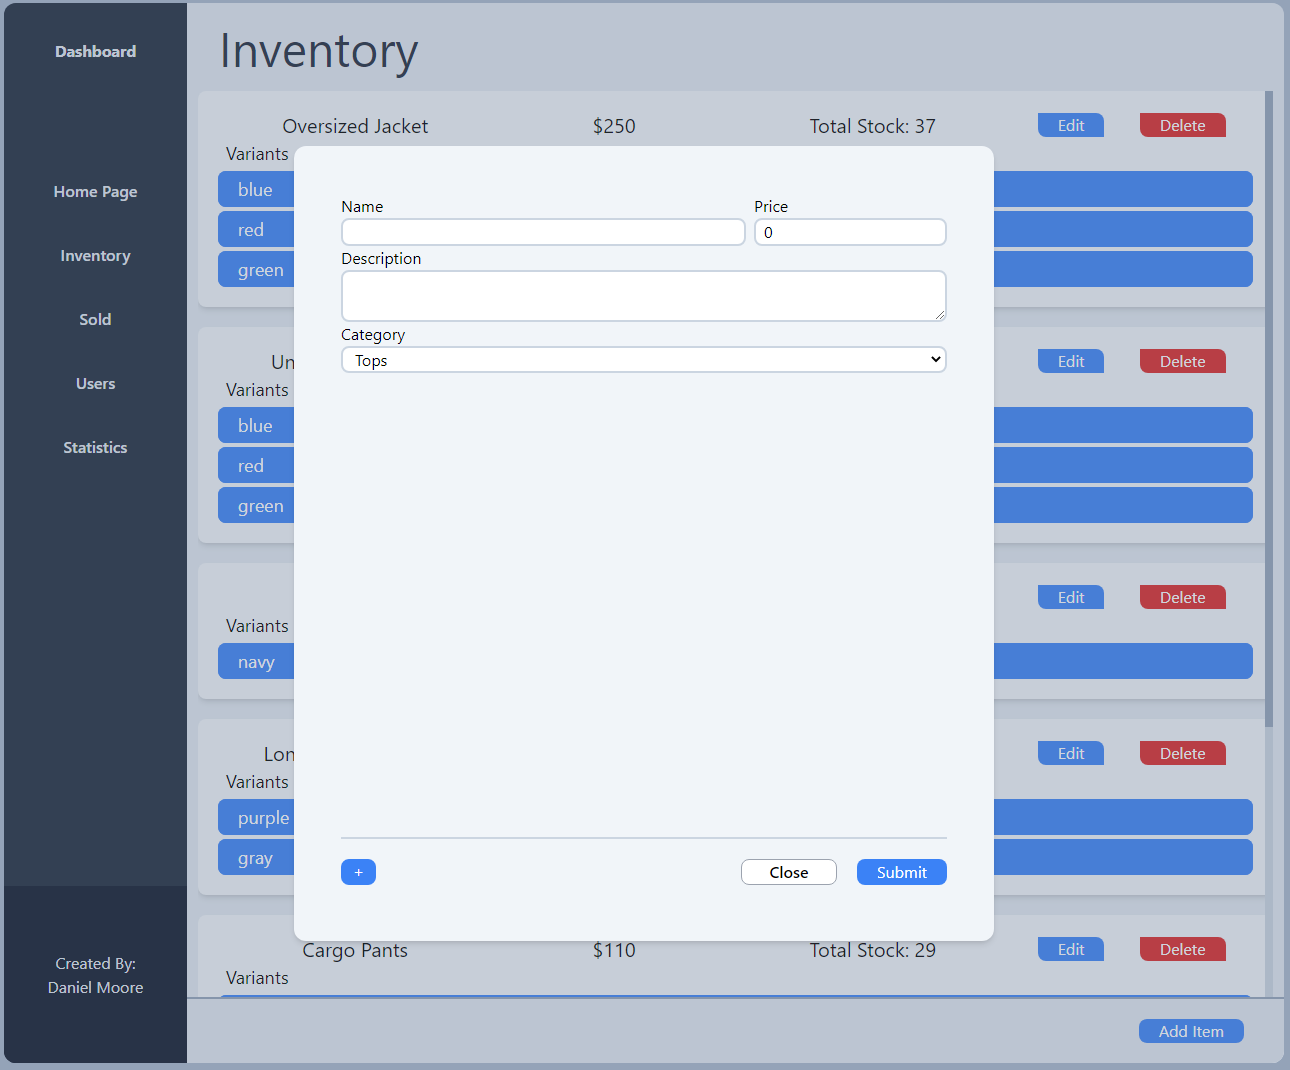 Dashboard
Home Page
Inventory
Sold
Users
Statistics
Created By:
Daniel Moore
Inventory
Oversized Jacket $250 Total Stock: 37 Edit Delete
Variants
blue
red
green
Un Edit Delete
Variants
blue
red
green
Edit Delete
Variants
navy
Lon Edit Delete
Variants
purple
gray
Cargo Pants $110 Total Stock: 29 Edit Delete
Variants
Add Item
Name Price
0
Description
Category
Tops
+ Close Submit